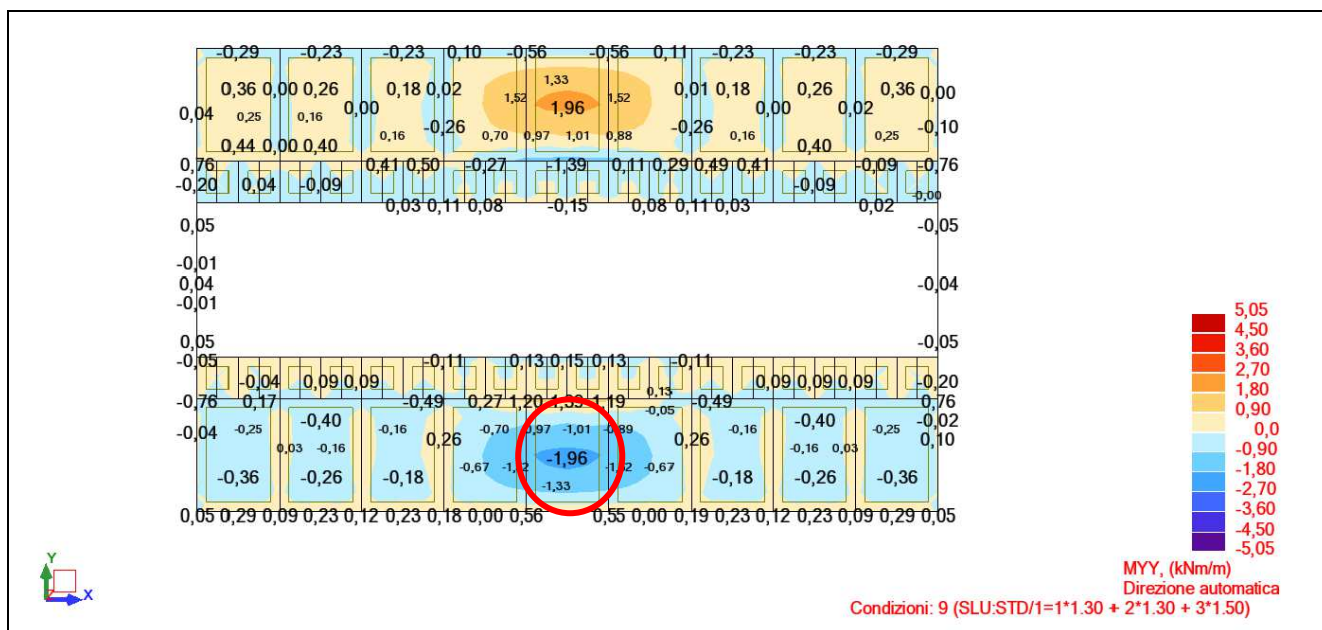 -0,29 -0,23 -0,23 0,10 -0,56 -0,56 0,11 -0,23 -0,23 -0,29
1,33
0,36 0,00 0,26 0,18 0,02 1,52 1,52 0,01 0,18 0,26 0,36 0,00
0,04 0,25 0,16 0,00 1,96 0,00 0,02
0,16 -0,26 0,70 0,97 1,01 0,88 -0,26 0,16 0,25 -0,10
0,44 0,00 0,40 0,40
0,76 0,41 0,50 -0,27 -1,39 0,11 0,29 0,49 0,41 -0,09 -0,76
-0,20 0,04 -0,09 -0,09 -0,00
0,03 0,11 0,08 -0,15 0,08 0,11 0,03 0,02
0,05 -0,05
-0,01
0,04 -0,04
-0,01
0,05 -0,05
-0,05 -0,11 0,13 0,15 0,13 -0,11
-0,04 0,09 0,09 0,13 0,09 0,09 0,09 -0,20
-0,76 0,17 -0,49 0,27 1,20 1,39 1,19 -0,05 -0,49 0,76
-0,04 -0,25 -0,40 -0,16 -0,70 0,97 -1,01 -0,89 -0,16 -0,40 -0,25 -0,02
0,03 -0,16 0,26 0,26 -0,16 0,03 0,10
-0,36 -0,26 -0,18 -0,67 -1,96 -0,67 -0,18 -0,26 -0,36
-1,33
0,05 0,29 0,09 0,23 0,12 0,23 0,18 0,00 0,56 0,55 0,00 0,19 0,23 0,12 0,23 0,09 0,29 0,05
5,05
4,50
3,60
2,70
1,80
0,90
0,0
-0,90
-1,80
-2,70
-3,60
-4,50
-5,05
MYY, (kNm/m)
Direzione automatica
Condizioni: 9 (SLU:STD/1=1*1.30 + 2*1.30 + 3*1.50)
Y
Z
X